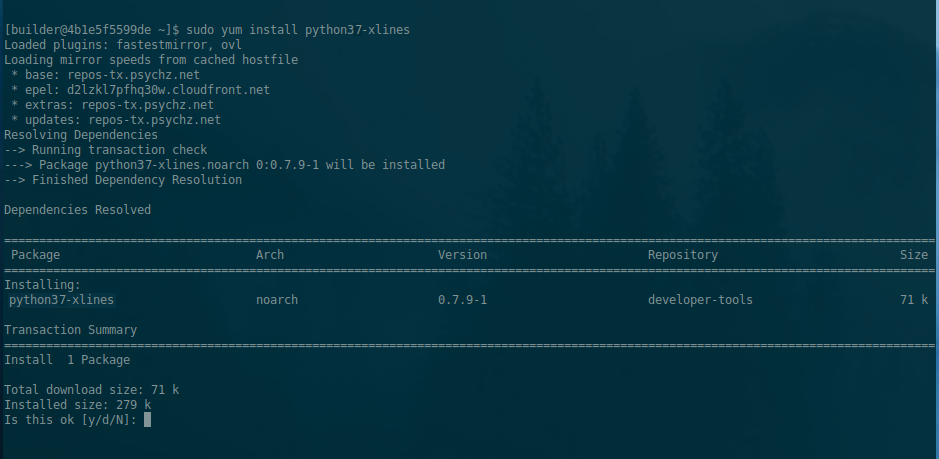 [builder@4b1e5f5599de ~]$ sudo yum install python37-xlines
Loaded plugins: fastestmirror, ovl
Loading mirror speeds from cached hostfile
 * base: repos-tx.psychz.net
 * epel: d2lzkl7pfhq30w.cloudfront.net
 * extras: repos-tx.psychz.net
 * updates: repos-tx.psychz.net
Resolving Dependencies
--> Running transaction check
---> Package python37-xlines.noarch 0:0.7.9-1 will be installed
--> Finished Dependency Resolution

Dependencies Resolved

=====================================================================================================================================
 Package                            Arch                      Version                       Repository                          Size
=====================================================================================================================================
Installing:
 python37-xlines                    noarch                    0.7.9-1                       developer-tools                     71 k

Transaction Summary
=====================================================================================================================================
Install  1 Package

Total download size: 71 k
Installed size: 279 k
Is this ok [y/d/N]: